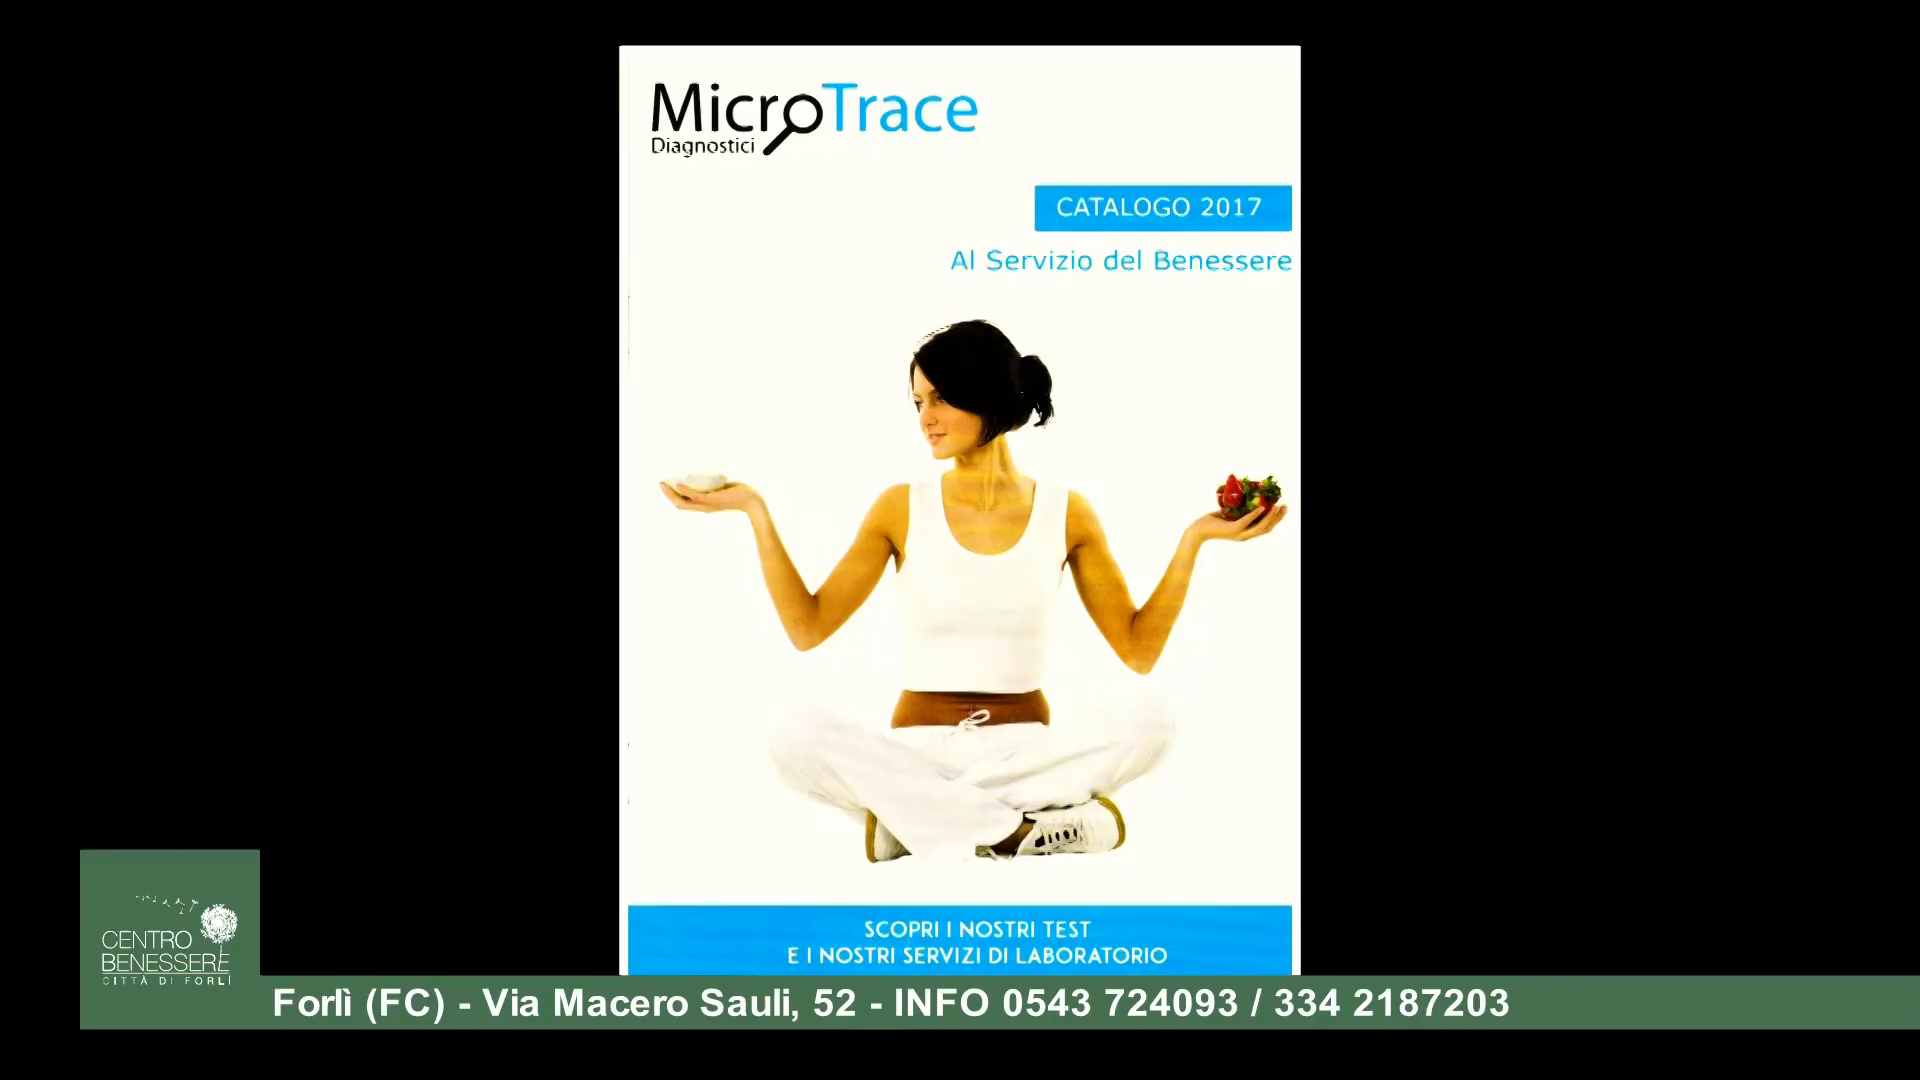 MicroTrace
Diagnostici
CATALOGO 2017
Al Servizio del Benessere
SCOPRI I NOSTRI TEST
E I NOSTRI SERVIZI DI LABORATORIO
CENTRO
BENESSERE
CITTÀ DI FORLÌ
Forlì (FC) - Via Macero Sauli, 52 - INFO 0543 724093 / 334 2187203